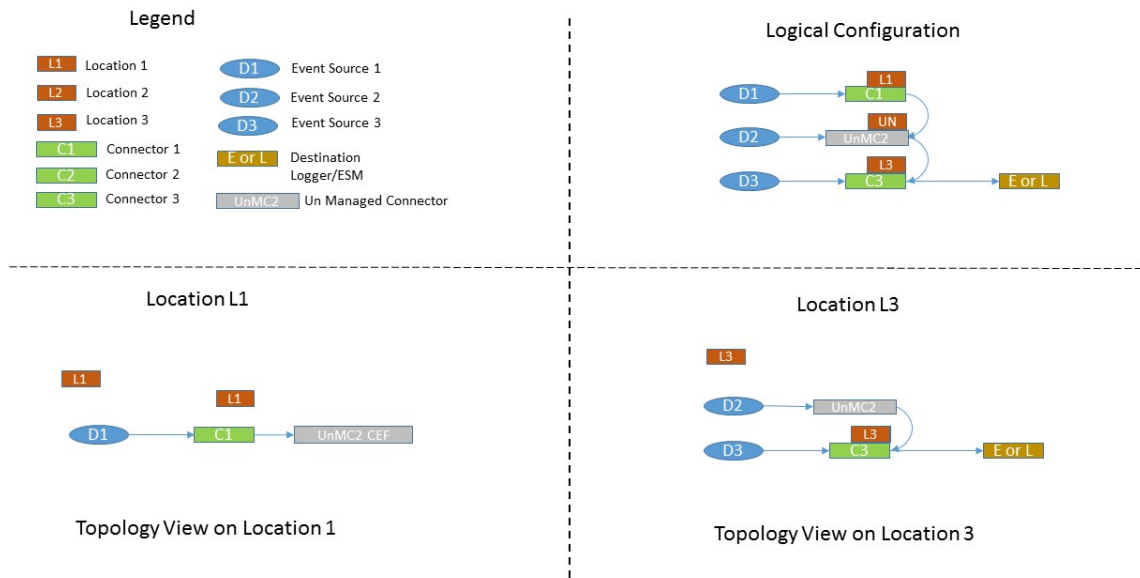 Legend
L1 Location 1
L2 Location 2
L3 Location 3
C1 Connector 1
C2 Connector 2
C3 Connector 3
D1 Event Source 1
D2 Event Source 2
D3 Event Source 3
E or L Destination
Logger/ESM
UnMC2 Un Managed Connector
Logical Configuration
L1
D1 C1
UN
D2 UnMC2
L3
D3 C3 E or L
Location L1
L1
L1
D1 C1 UnMC2 CEF
Topology View on Location 1
Location L3
L3
D2 UnMC2
L3
D3 C3 E or L
Topology View on Location 3